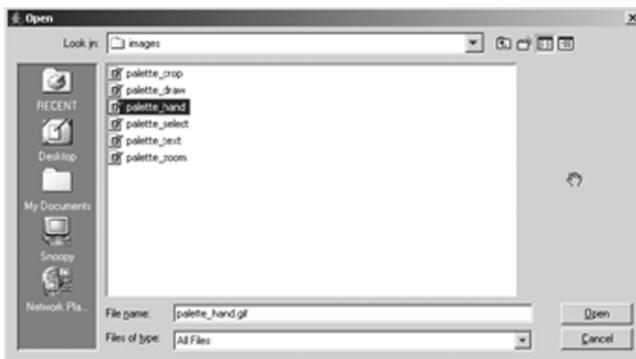 Open
Look in: images
RECENT
Desktop
My Documents
Snoopy
Network Pla...
palette_crop
palette_draw
palette_hand
palette_select
palette_text
palette_zoom
File name: palette_hand.gif
Open
Files of type: All Files
Cancel